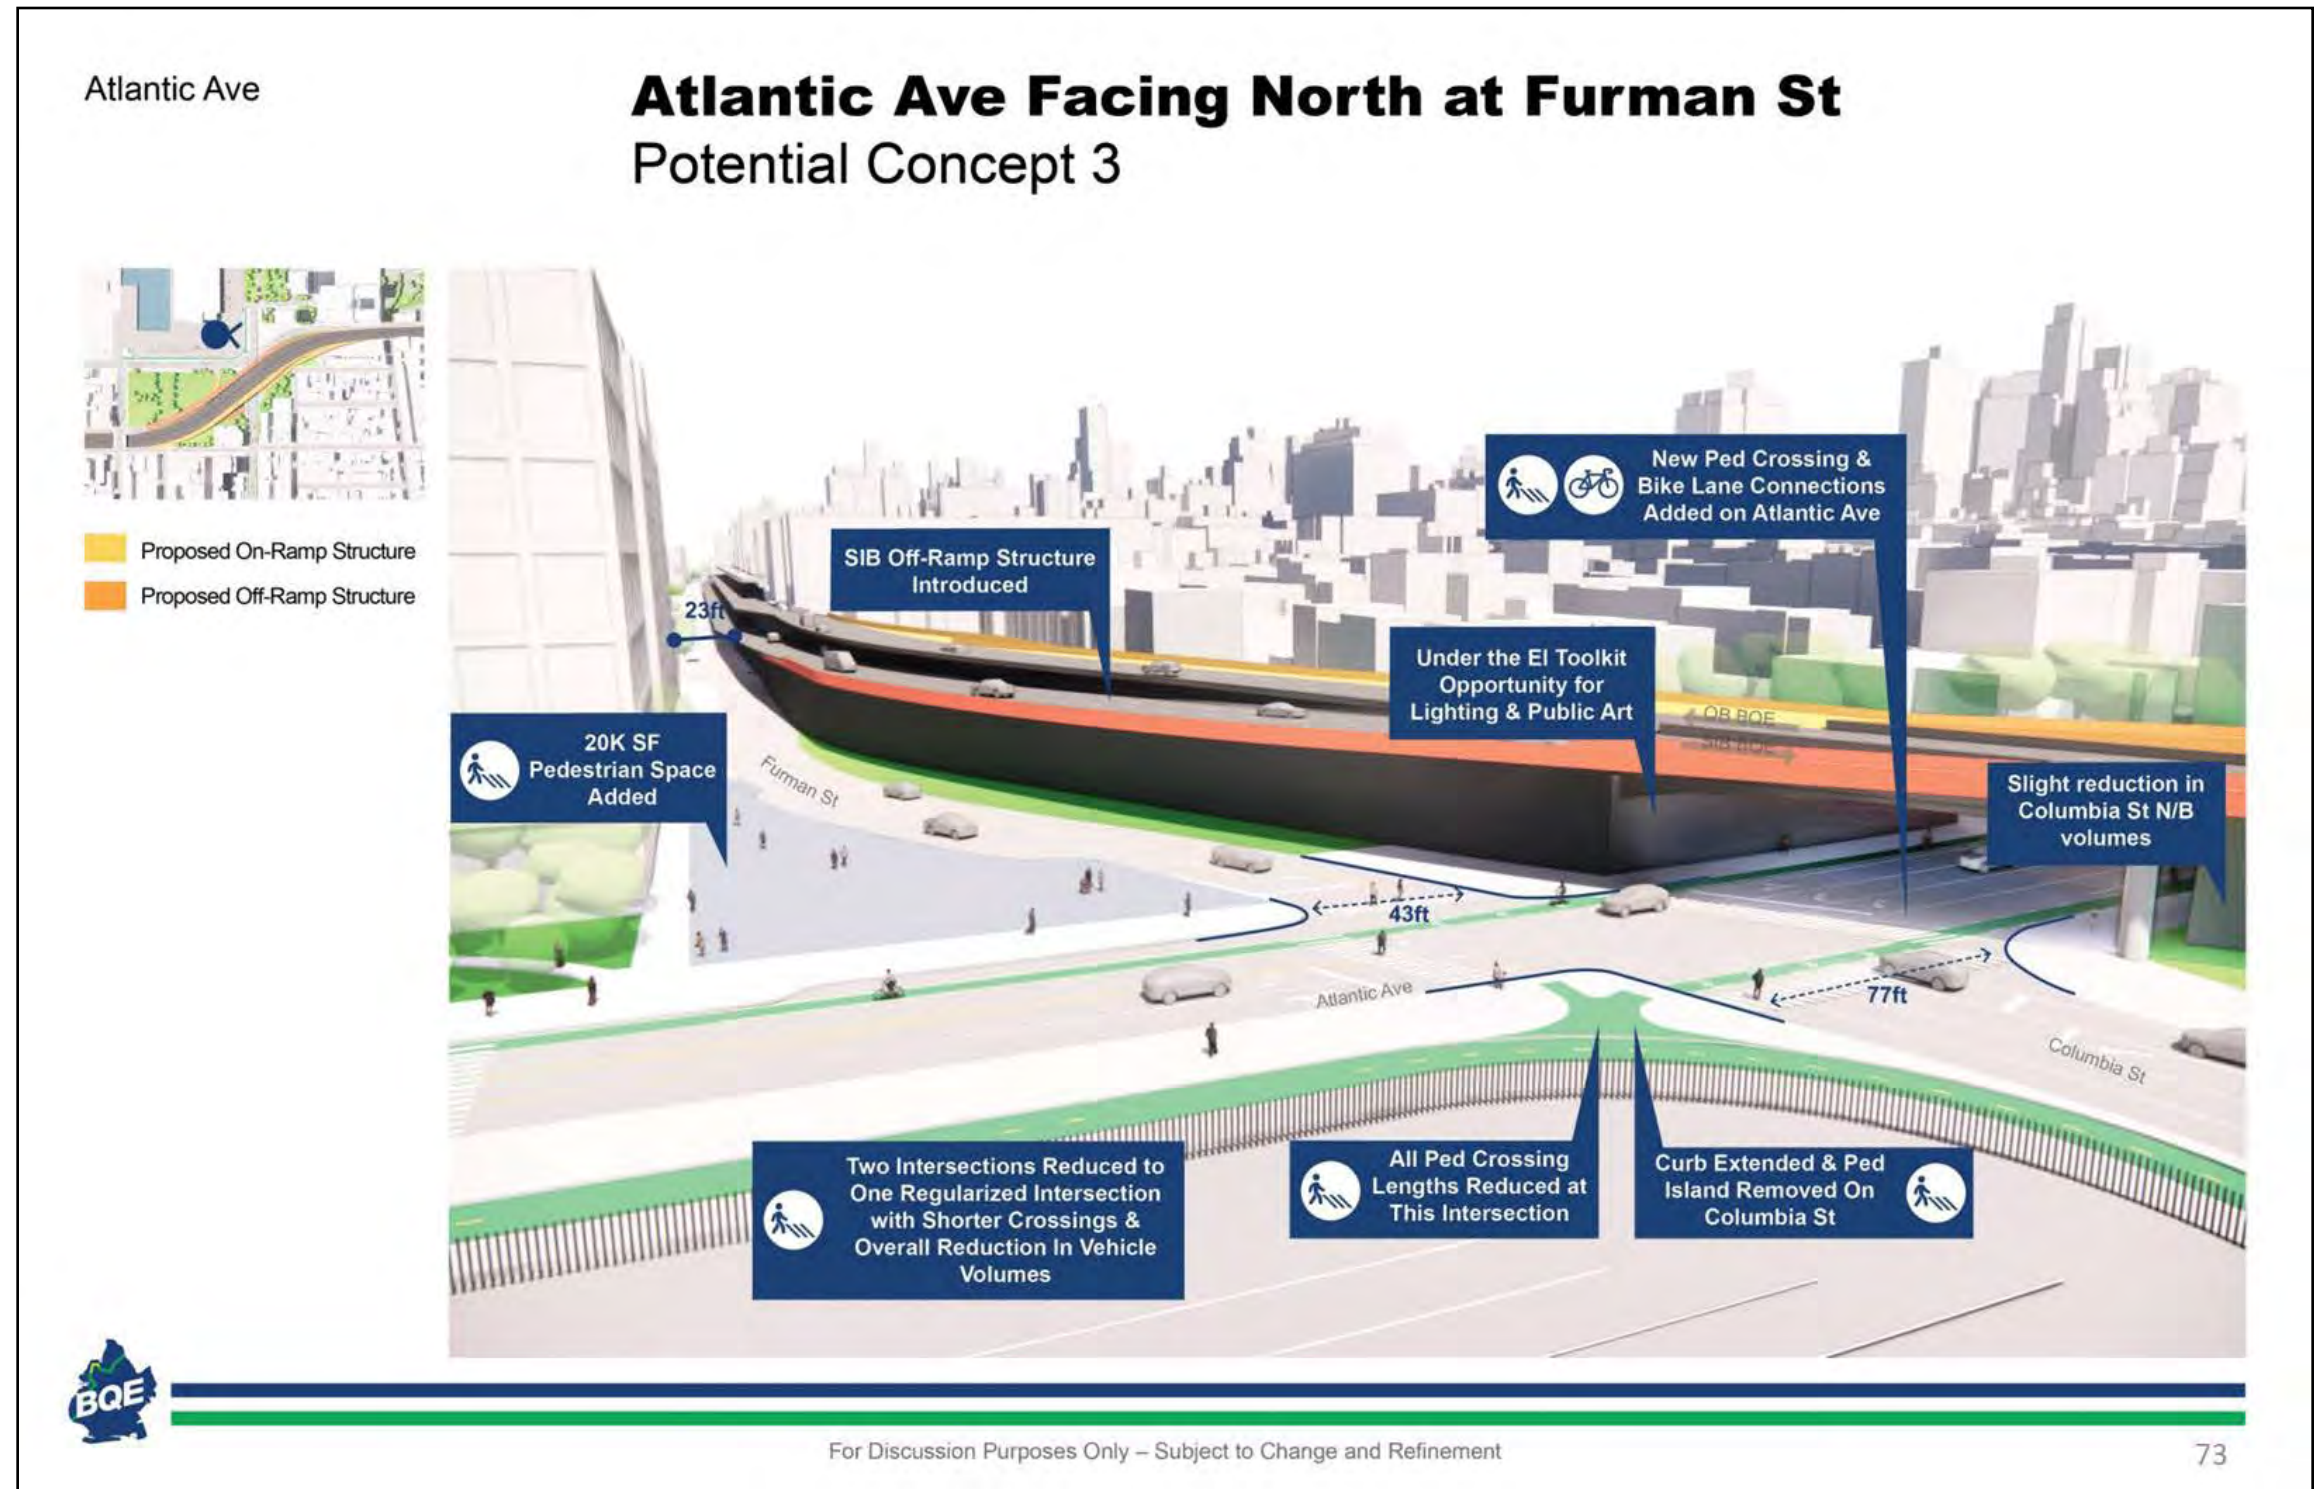 Atlantic Ave
Atlantic Ave Facing North at Furman St
Potential Concept 3
Proposed On-Ramp Structure
Proposed Off-Ramp Structure
New Ped Crossing &
Bike Lane Connections
Added on Atlantic Ave
SIB Off-Ramp Structure
Introduced
23ft
Under the El Toolkit
Opportunity for
Lighting & Public Art
QB BQE
SIB BQE
20K SF
Pedestrian Space
Added
Furman St
Slight reduction in
Columbia St N/B
volumes
43ft
Atlantic Ave
77ft
Columbia St
Two Intersections Reduced to
One Regularized Intersection
with Shorter Crossings &
Overall Reduction In Vehicle
Volumes
All Ped Crossing
Lengths Reduced at
This Intersection
Curb Extended & Ped
Island Removed On
Columbia St
BQE
For Discussion Purposes Only – Subject to Change and Refinement
73